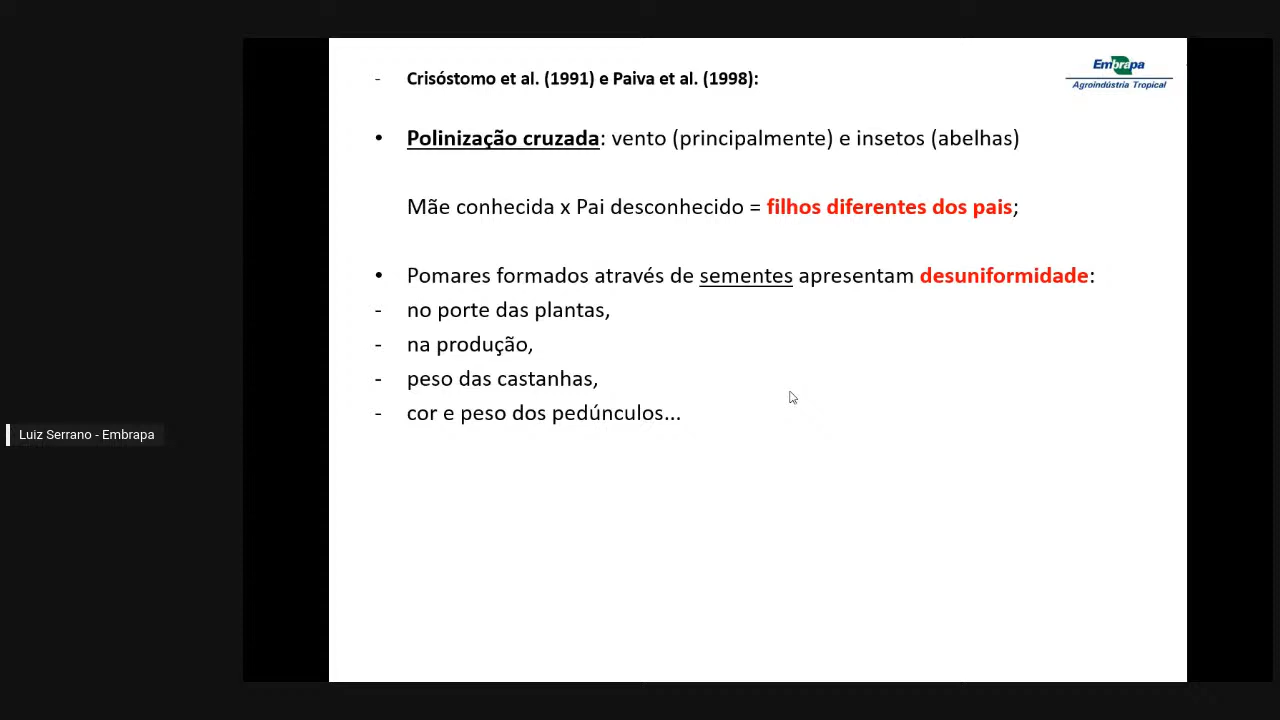 - Crisóstomo et al. (1991) e Paiva et al. (1998):
Embrapa
Agroindústria Tropical
• Polinização cruzada: vento (principalmente) e insetos (abelhas)
Mãe conhecida x Pai desconhecido = filhos diferentes dos pais;
• Pomares formados através de sementes apresentam desuniformidade:
- no porte das plantas,
- na produção,
- peso das castanhas,
- cor e peso dos pedúnculos...
Luiz Serrano - Embrapa